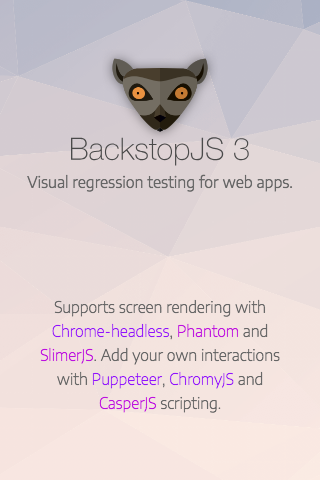 BackstopJS 3
Visual regression testing for web apps.
Supports screen rendering with
Chrome-headless, Phantom and
SlimerJS. Add your own interactions
with Puppeteer, ChromyJS and
CasperJS scripting.